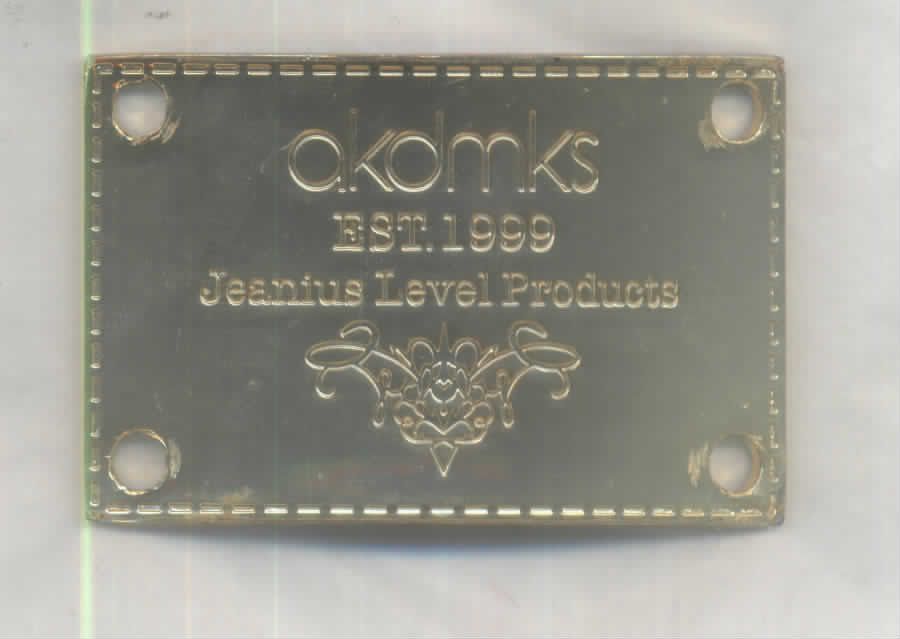 akdmks
EST. 1999
Jeanius Level Products